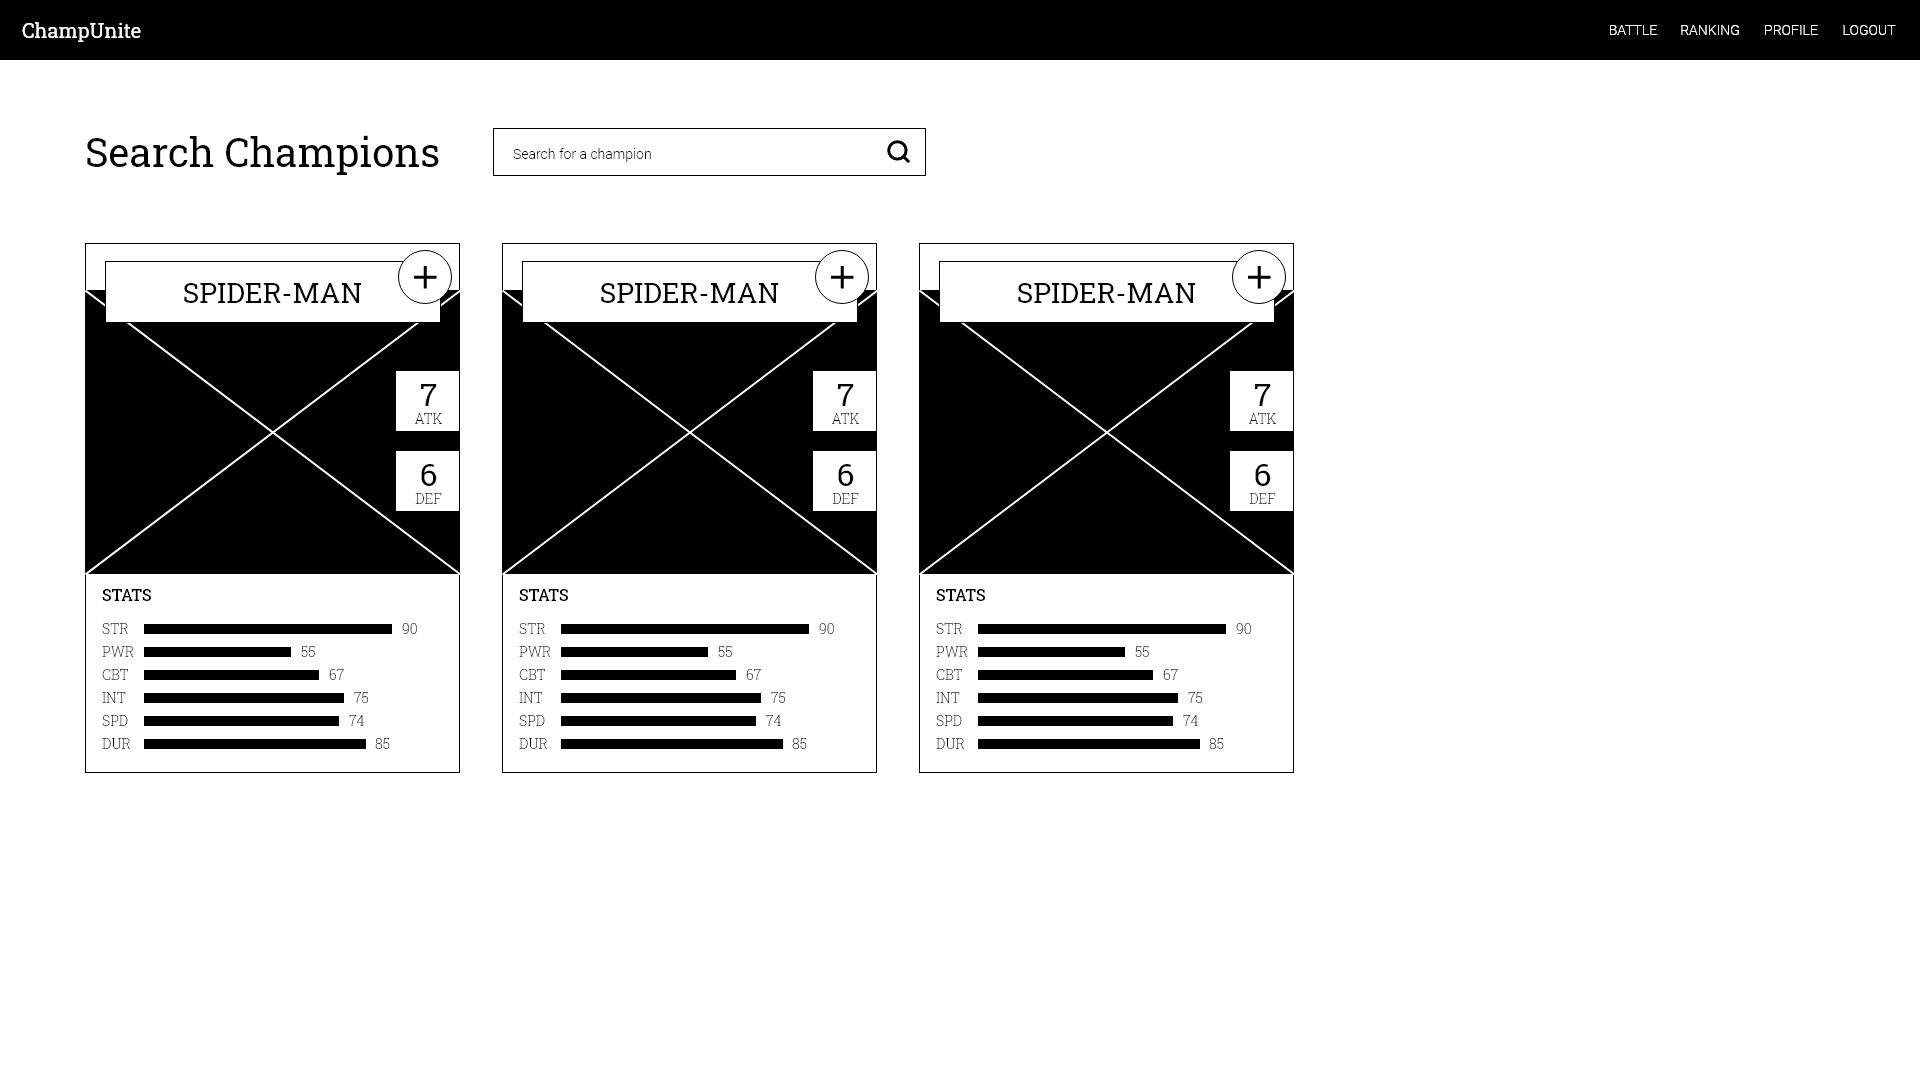 ChampUnite
BATTLE RANKING PROFILE LOGOUT
Search Champions
Search for a champion
SPIDER-MAN
7
ATK
6
DEF
STATS
STR 90
PWR 55
CBT 67
INT 75
SPD 74
DUR 85
SPIDER-MAN
7
ATK
6
DEF
STATS
STR 90
PWR 55
CBT 67
INT 75
SPD 74
DUR 85
SPIDER-MAN
7
ATK
6
DEF
STATS
STR 90
PWR 55
CBT 67
INT 75
SPD 74
DUR 85